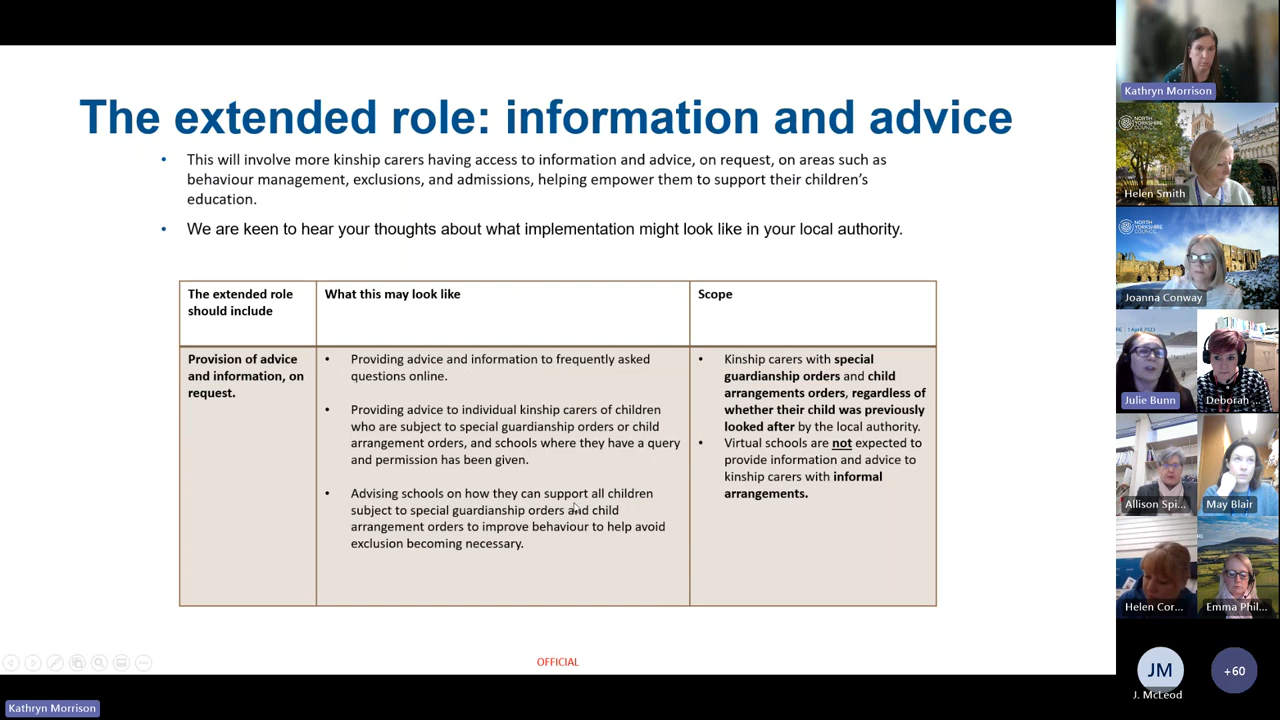 The extended role: information and advice
• This will involve more kinship carers having access to information and advice, on request, on areas such as
behaviour management, exclusions, and admissions, helping empower them to support their children's
education.
• We are keen to hear your thoughts about what implementation might look like in your local authority.
The extended role
should include
What this may look like
Scope
Provision of advice
and information, on
request.
• Providing advice and information to frequently asked
questions online.
• Providing advice to individual kinship carers of children
who are subject to special guardianship orders or child
arrangement orders, and schools where they have a query
and permission has been given.
• Advising schools on how they can support all children
subject to special guardianship orders and child
arrangement orders to improve behaviour to help avoid
exclusion becoming necessary.
• Kinship carers with special
guardianship orders and child
arrangements orders, regardless of
whether their child was previously
looked after by the local authority.
• Virtual schools are not expected to
provide information and advice to
kinship carers with informal
arrangements.
OFFICIAL
Kathryn Morrison
Kathryn Morrison
NORTH
YORKSHIRE
COUNCIL
Helen Smith
NORTH
YORKSHIRE
COUNCIL
Joanna Conway
1 April 2023
Julie Bunn
Deborah ...
Allison Spi...
May Blair
Helen Cor...
Emma Phil...
JM
J. McLeod
+60